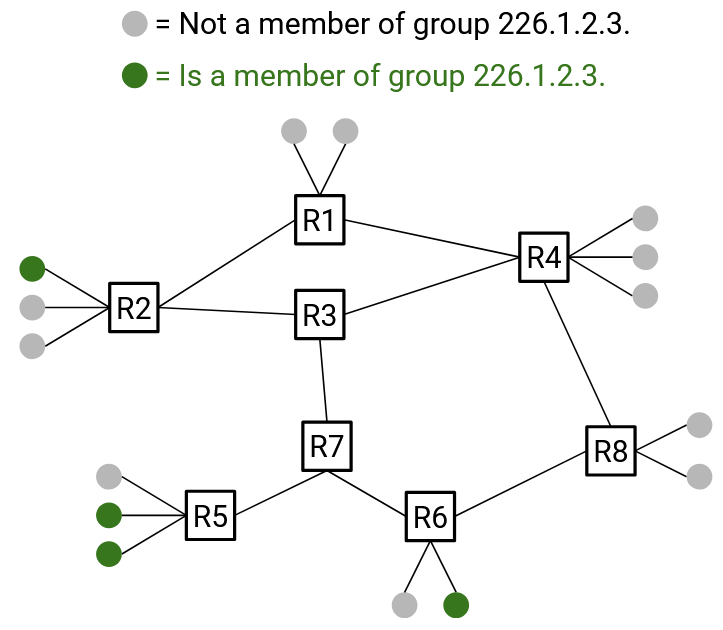 = Not a member of group 226.1.2.3.
= Is a member of group 226.1.2.3.
R1
R4
R2
R3
R7
R8
R5
R6